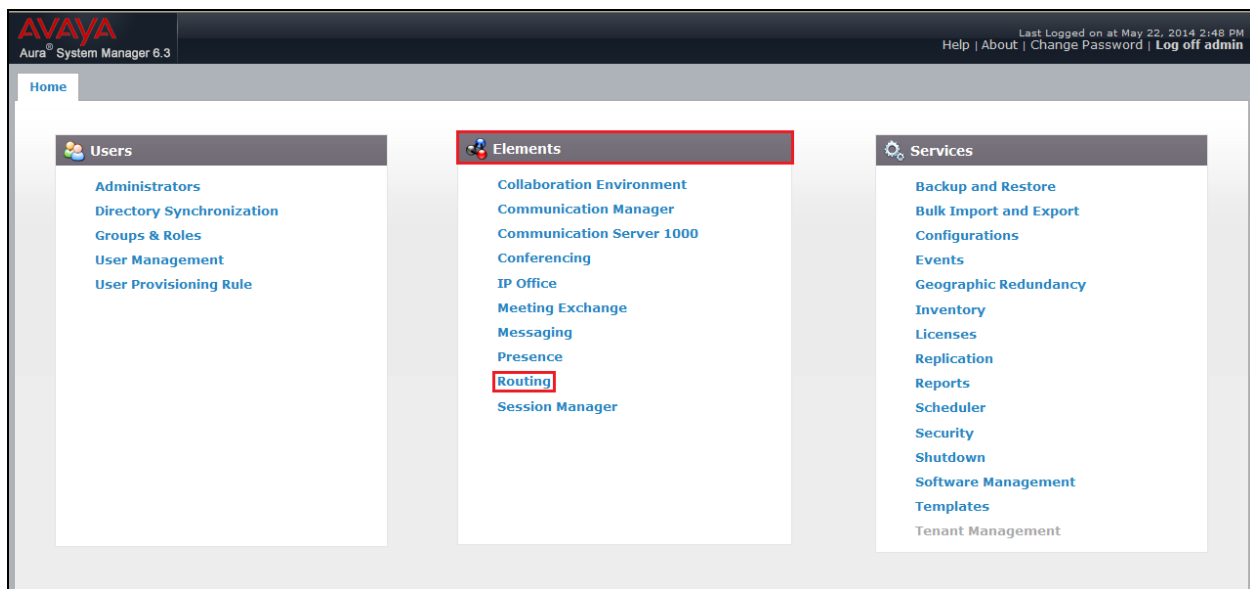 AVAYA
Aura® System Manager 6.3
Last Logged on at May 22, 2014 2:48 PM
Help | About | Change Password | Log off admin
Home
Users
Administrators
Directory Synchronization
Groups & Roles
User Management
User Provisioning Rule
Elements
Collaboration Environment
Communication Manager
Communication Server 1000
Conferencing
IP Office
Meeting Exchange
Messaging
Presence
Routing
Session Manager
Services
Backup and Restore
Bulk Import and Export
Configurations
Events
Geographic Redundancy
Inventory
Licenses
Replication
Reports
Scheduler
Security
Shutdown
Software Management
Templates
Tenant Management